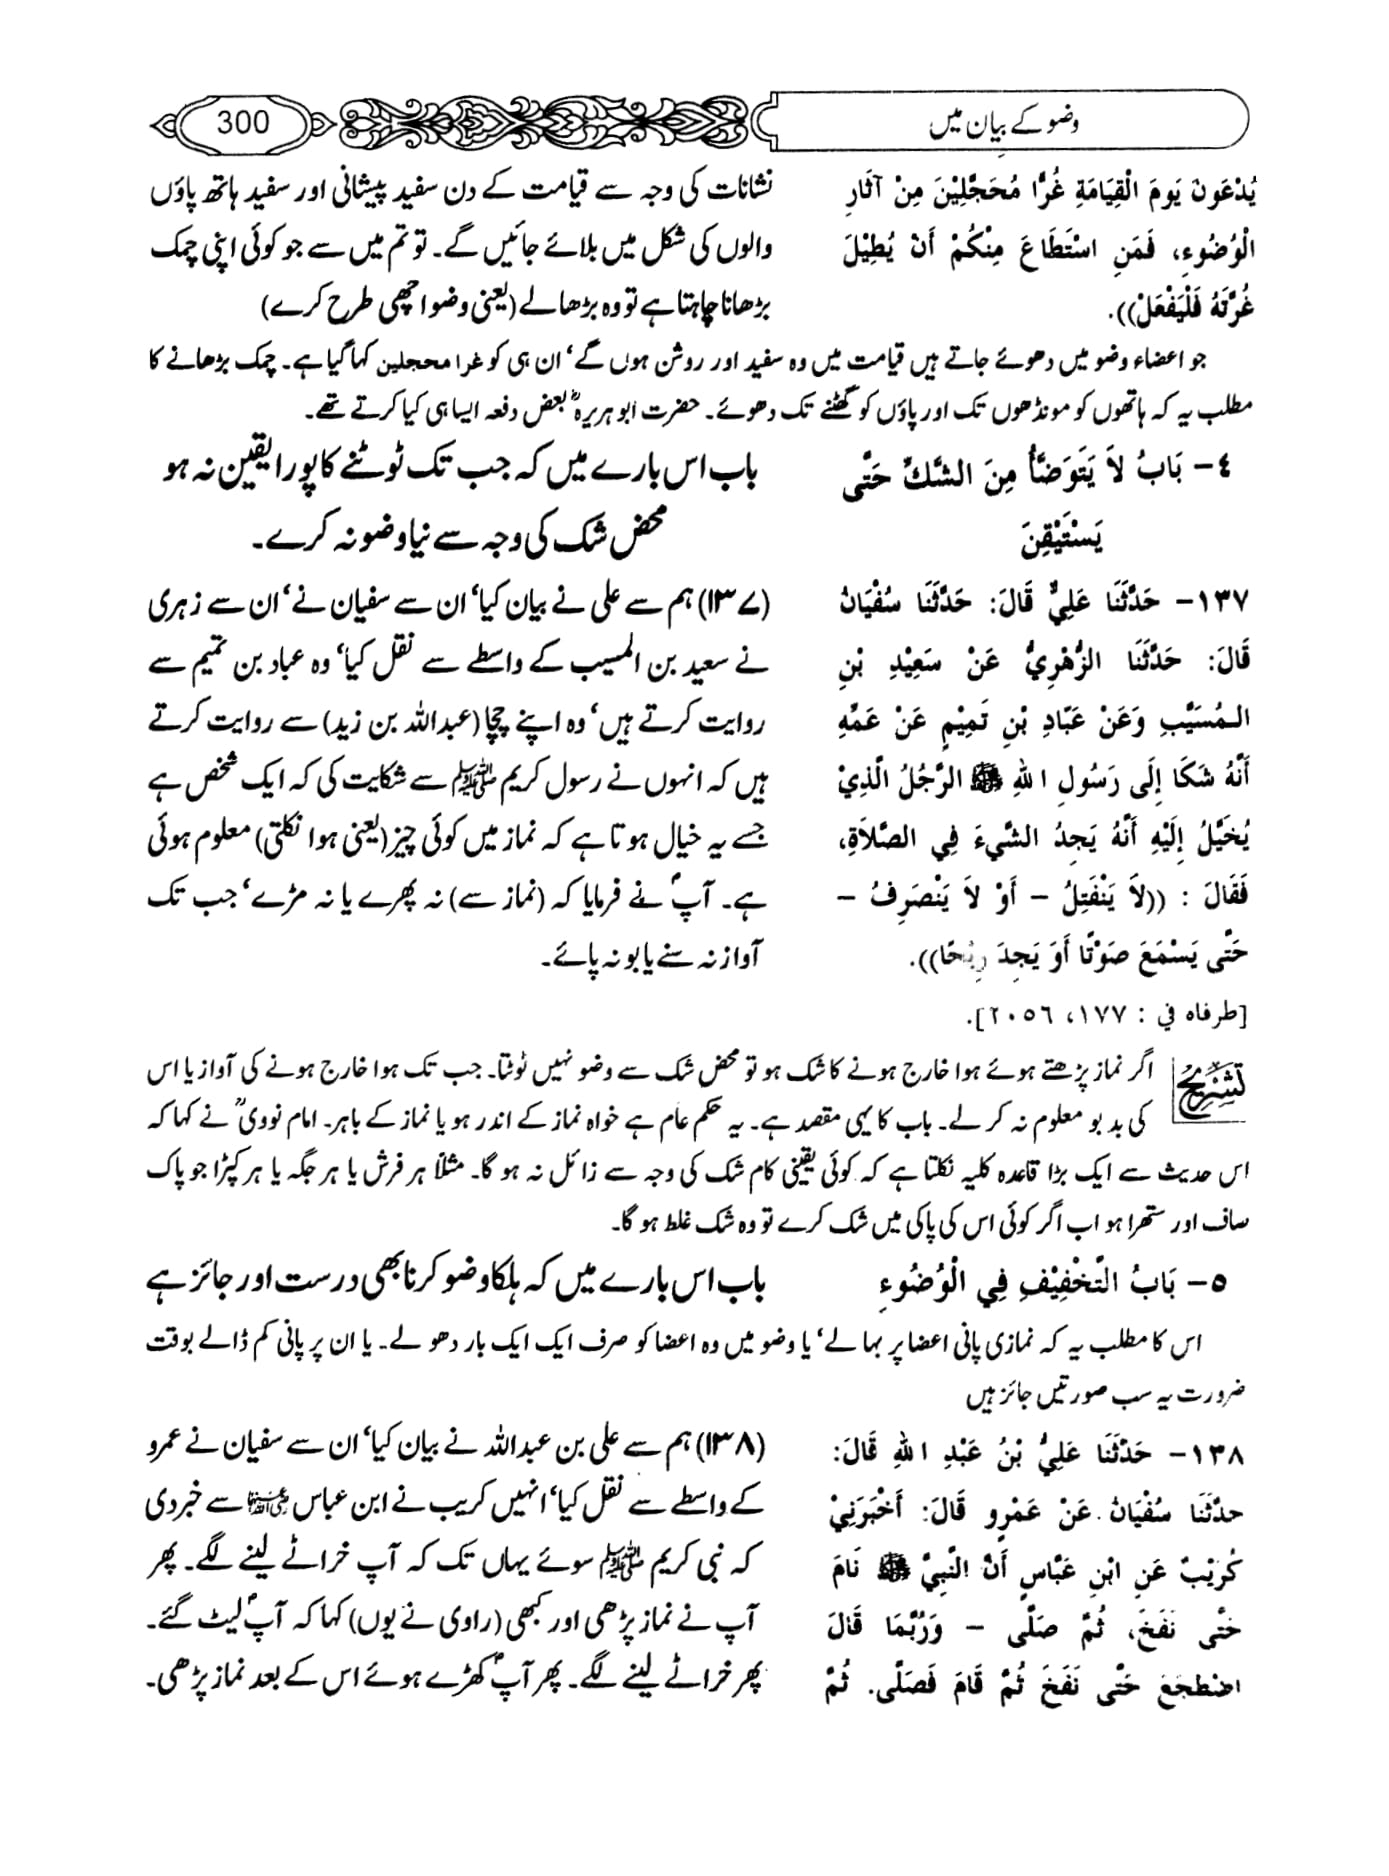 وضو کے بیان میں
300
يُدْعَونَ يَومَ الْقِيَامَةِ غُرًّا مُحَجَّلِيْنَ مِنْ آثَارِ
الْوُضُوءِ، فَمَنِ اسْتَطَاعَ مِنْكُمْ أَنْ يُطِيْلَ
غُرَّتَهُ فَلْيَفْعَلْ)).
نشانات کی وجہ سے قیامت کے دن سفید پیشانی اور سفید ہاتھ پاؤں
والوں کی شکل میں بلائے جائیں گے۔ تو تم میں سے جو کوئی اپنی چمک
بڑھانا چاہتا ہے تو وہ بڑھا لے (یعنی وضو اچھی طرح کرے)
جو اعضاء وضو میں دھوئے جاتے ہیں قیامت میں وہ سفید اور روشن ہوں گے‘ ان ہی کو غرا محجلین کہا گیا ہے۔ چمک بڑھانے کا
مطلب یہ کہ ہاتھوں کو مونڈھوں تک اور پاؤں کو گھٹنے تک دھوئے۔ حضرت ابو ہریرہؓ بعض دفعہ ایسا ہی کیا کرتے تھے۔
٤- بَابُ لاَ يَتَوَضَّأُ مِنَ الشَّكِّ حَتَّى
يَسْتَيْقِنَ
باب اس بارے میں کہ جب تک ٹوٹنے کا پورا یقین نہ ہو
محض شک کی وجہ سے نیا وضو نہ کرے۔
١٣٧- حَدَّثَنَا عَلِيٌّ قَالَ: حَدَّثَنَا سُفْيَانُ
قَالَ: حَدَّثَنَا الزُّهْرِيُّ عَنْ سَعِيْدِ بْنِ
الْمُسَيَّبِ وَعَنْ عَبَّادِ بْنِ تَمِيْمٍ عَنْ عَمِّهِ
أَنَّهُ شَكَا إِلَى رَسُولِ اللهِ ﷺ الرَّجُلُ الَّذِيْ
يُخَيَّلُ إِلَيْهِ أَنَّهُ يَجِدُ الشَّيْءَ فِي الصَّلاَةِ،
فَقَالَ : ((لاَ يَنْفَتِلْ – أَوْ لاَ يَنْصَرِفْ –
حَتَّى يَسْمَعَ صَوْتًا أَوْ يَجِدَ رِيْحًا)).
[طرفاه في : ١٧٧، ٢٠٥٦].
(۱۳۷) ہم سے علی نے بیان کیا‘ ان سے سفیان نے‘ ان سے زہری
نے سعید بن المسیب کے واسطے سے نقل کیا‘ وہ عباد بن تمیم سے
روایت کرتے ہیں‘ وہ اپنے چچا (عبداللہ بن زید) سے روایت کرتے
ہیں کہ انہوں نے رسول کریم ﷺ سے شکایت کی کہ ایک شخص ہے
جسے یہ خیال ہوتا ہے کہ نماز میں کوئی چیز (یعنی ہوا نکلتی) معلوم ہوئی
ہے۔ آپؐ نے فرمایا کہ (نماز سے) نہ پھرے یا نہ مڑے‘ جب تک
آواز نہ سنے یا بو نہ پائے۔
تشریح اگر نماز پڑھتے ہوئے ہوا خارج ہونے کا شک ہو تو محض شک سے وضو نہیں ٹوٹتا۔ جب تک ہوا خارج ہونے کی آواز یا اس
کی بدبو معلوم نہ کر لے۔ باب کا یہی مقصد ہے۔ یہ حکم عام ہے خواہ نماز کے اندر ہو یا نماز کے باہر۔ امام نوویؒ نے کہا کہ
اس حدیث سے ایک بڑا قاعدہ کلیہ نکلتا ہے کہ کوئی یقینی کام شک کی وجہ سے زائل نہ ہو گا۔ مثلاً ہر فرش یا ہر جگہ یا ہر کپڑا جو پاک
صاف اور ستھرا ہو اب اگر کوئی اس کی پاکی میں شک کرے تو وہ شک غلط ہو گا۔
٥- بَابُ التَّخْفِيْفِ فِي الْوُضُوءِ
باب اس بارے میں کہ ہلکا وضو کرنا بھی درست اور جائز ہے
اس کا مطلب یہ کہ نمازی پانی اعضا پر بہا لے‘ یا وضو میں وہ اعضا کو صرف ایک ایک بار دھو لے۔ یا ان پر پانی کم ڈالے بوقت
ضرورت یہ سب صورتیں جائز ہیں
١٣٨- حَدَّثَنَا عَلِيُّ بْنُ عَبْدِ اللهِ قَالَ:
حدَّثَنَا سُفْيَانُ عَنْ عَمْرٍو قَالَ: أَخْبَرَنِيْ
كُرَيْبٌ عَنِ ابْنِ عَبَّاسٍ أَنَّ النَّبِيَّ ﷺ نَامَ
حَتَّى نَفَخَ، ثُمَّ صَلَّى – وَرُبَّمَا قَالَ
اضْطَجَعَ حَتَّى نَفَخَ ثُمَّ قَامَ فَصَلَّى. ثُمَّ
(۱۳۸) ہم سے علی بن عبداللہ نے بیان کیا‘ ان سے سفیان نے عمرو
کے واسطے سے نقل کیا‘ انہیں کریب نے ابن عباس رضی اللہ عنہما سے خبر دی
کہ نبی کریم ﷺ سوئے یہاں تک کہ آپ خراٹے لینے لگے۔ پھر
آپ نے نماز پڑھی اور کبھی (راوی نے یوں) کہا کہ آپؐ لیٹ گئے۔
پھر خراٹے لینے لگے۔ پھر آپؐ کھڑے ہوئے اس کے بعد نماز پڑھی۔